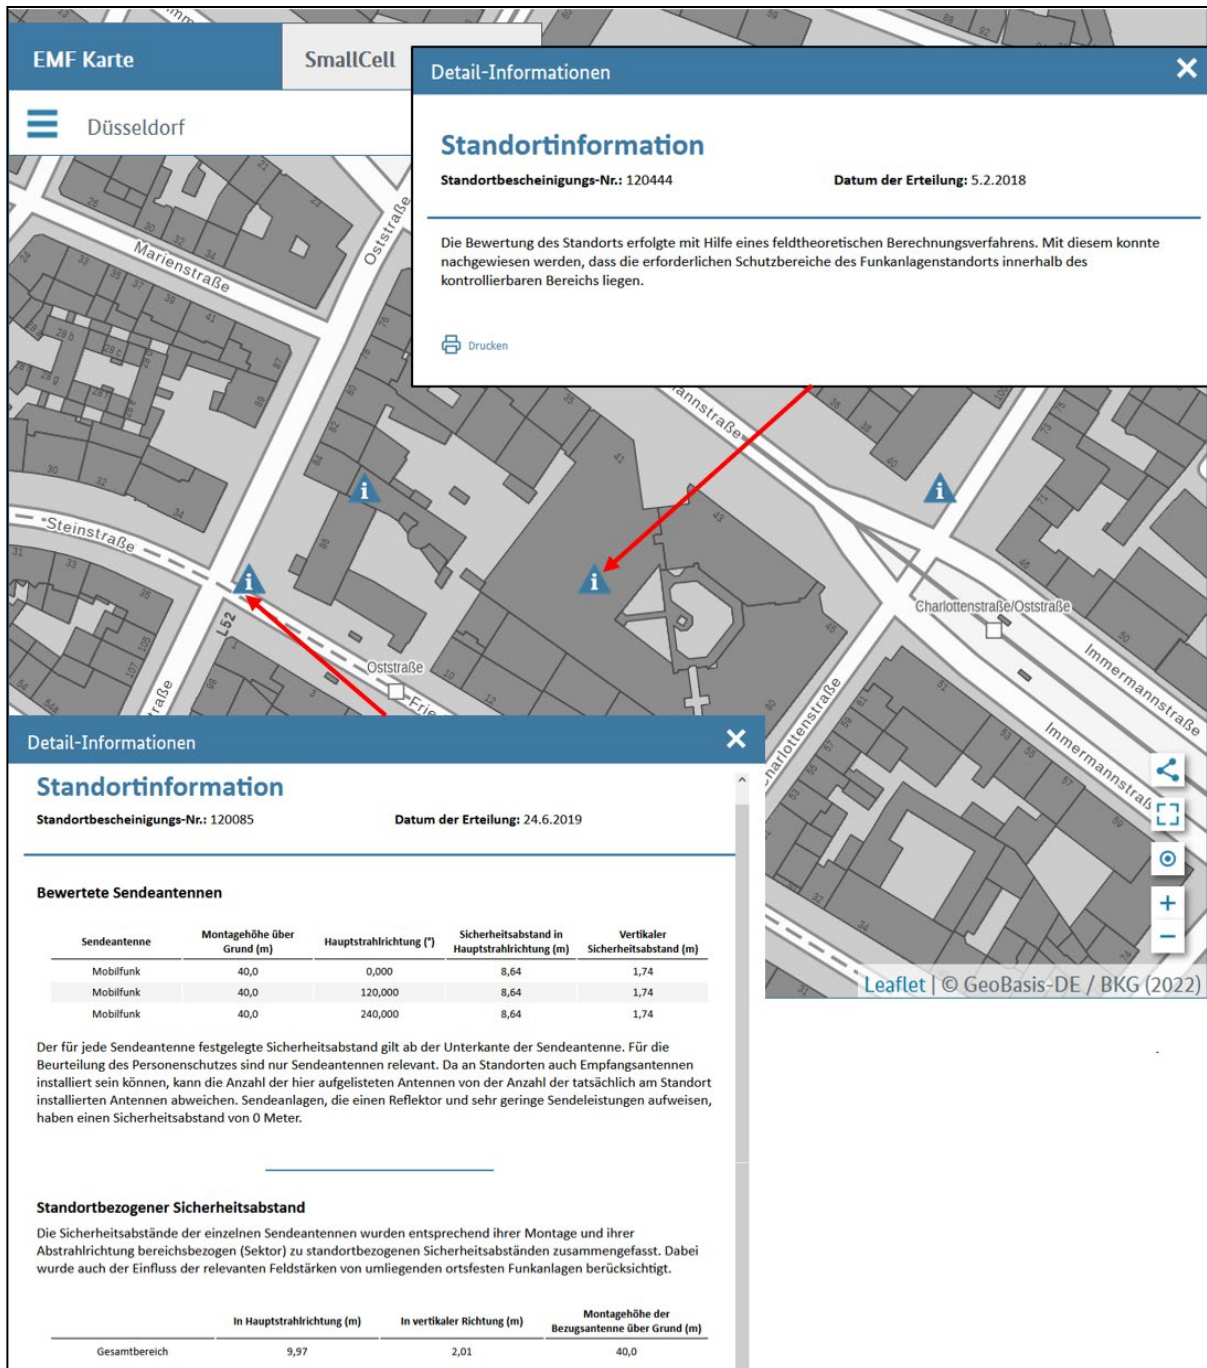 EMF Karte
SmallCell
Düsseldorf
Detail-Informationen
Standortinformation
Standortbescheinigungs-Nr.: 120444 Datum der Erteilung: 5.2.2018
Die Bewertung des Standorts erfolgte mit Hilfe eines feldtheoretischen Berechnungsverfahrens. Mit diesem konnte
nachgewiesen werden, dass die erforderlichen Schutzbereiche des Funkanlagenstandorts innerhalb des
kontrollierbaren Bereichs liegen.
Drucken
Marienstraße
Oststraße
Steinstraße
L52
Oststraße
Charlottenstraße/Oststraße
Immermannstraße
Immermannstraße
Charlottenstraße
Detail-Informationen
Standortinformation
Standortbescheinigungs-Nr.: 120085 Datum der Erteilung: 24.6.2019
Bewertete Sendeantennen
Sendeantenne Montagehöhe über Grund (m) Hauptstrahlrichtung (°) Sicherheitsabstand in Hauptstrahlrichtung (m) Vertikaler Sicherheitsabstand (m)
Mobilfunk 40,0 0,000 8,64 1,74
Mobilfunk 40,0 120,000 8,64 1,74
Mobilfunk 40,0 240,000 8,64 1,74
Der für jede Sendeantenne festgelegte Sicherheitsabstand gilt ab der Unterkante der Sendeantenne. Für die
Beurteilung des Personenschutzes sind nur Sendeantennen relevant. Da an Standorten auch Empfangsantennen
installiert sein können, kann die Anzahl der hier aufgelisteten Antennen von der Anzahl der tatsächlich am Standort
installierten Antennen abweichen. Sendeanlagen, die einen Reflektor und sehr geringe Sendeleistungen aufweisen,
haben einen Sicherheitsabstand von 0 Meter.
Standortbezogener Sicherheitsabstand
Die Sicherheitsabstände der einzelnen Sendeantennen wurden entsprechend ihrer Montage und ihrer
Abstrahlrichtung bereichsbezogen (Sektor) zu standortbezogenen Sicherheitsabständen zusammengefasst. Dabei
wurde auch der Einfluss der relevanten Feldstärken von umliegenden ortsfesten Funkanlagen berücksichtigt.
In Hauptstrahlrichtung (m) In vertikaler Richtung (m) Montagehöhe der Bezugsantenne über Grund (m)
Gesamtbereich 9,97 2,01 40,0
Leaflet | © GeoBasis-DE / BKG (2022)